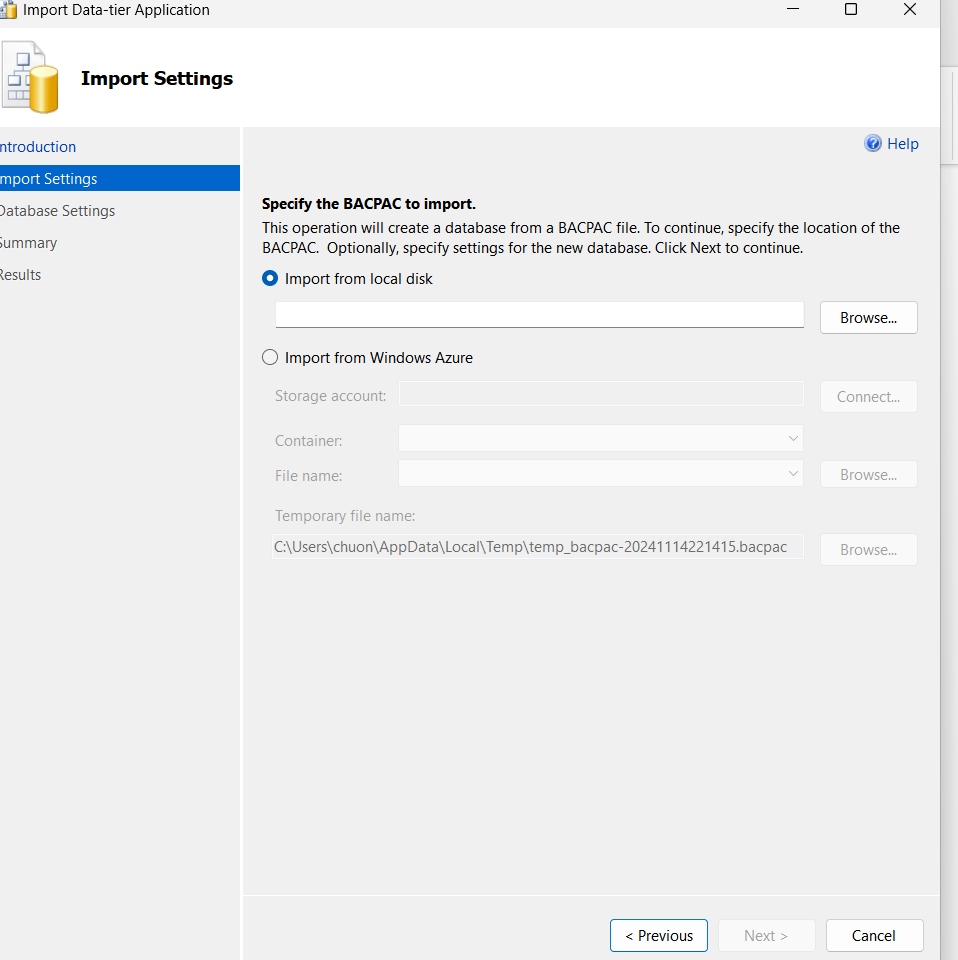 Import Data-tier Application
Import Settings
Help
ntroduction
mport Settings
Database Settings
Summary
Results
Specify the BACPAC to import.
This operation will create a database from a BACPAC file. To continue, specify the location of the
BACPAC.  Optionally, specify settings for the new database. Click Next to continue.
Import from local disk
Browse...
Import from Windows Azure
Storage account:
Connect...
Container:
File name:
Browse...
Temporary file name:
C:\Users\chuon\AppData\Local\Temp\temp_bacpac-20241114221415.bacpac
Browse...
< Previous
Next >
Cancel